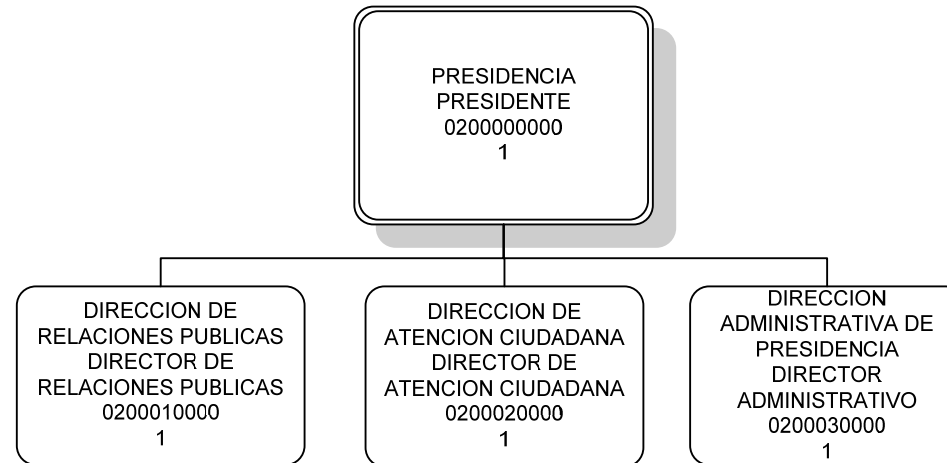 PRESIDENCIA
PRESIDENTE
0200000000
1
DIRECCION DE
RELACIONES PUBLICAS
DIRECTOR DE
RELACIONES PUBLICAS
0200010000
1
DIRECCION DE
ATENCION CIUDADANA
DIRECTOR DE
ATENCION CIUDADANA
0200020000
1
DIRECCION
ADMINISTRATIVA DE
PRESIDENCIA
DIRECTOR
ADMINISTRATIVO
0200030000
1